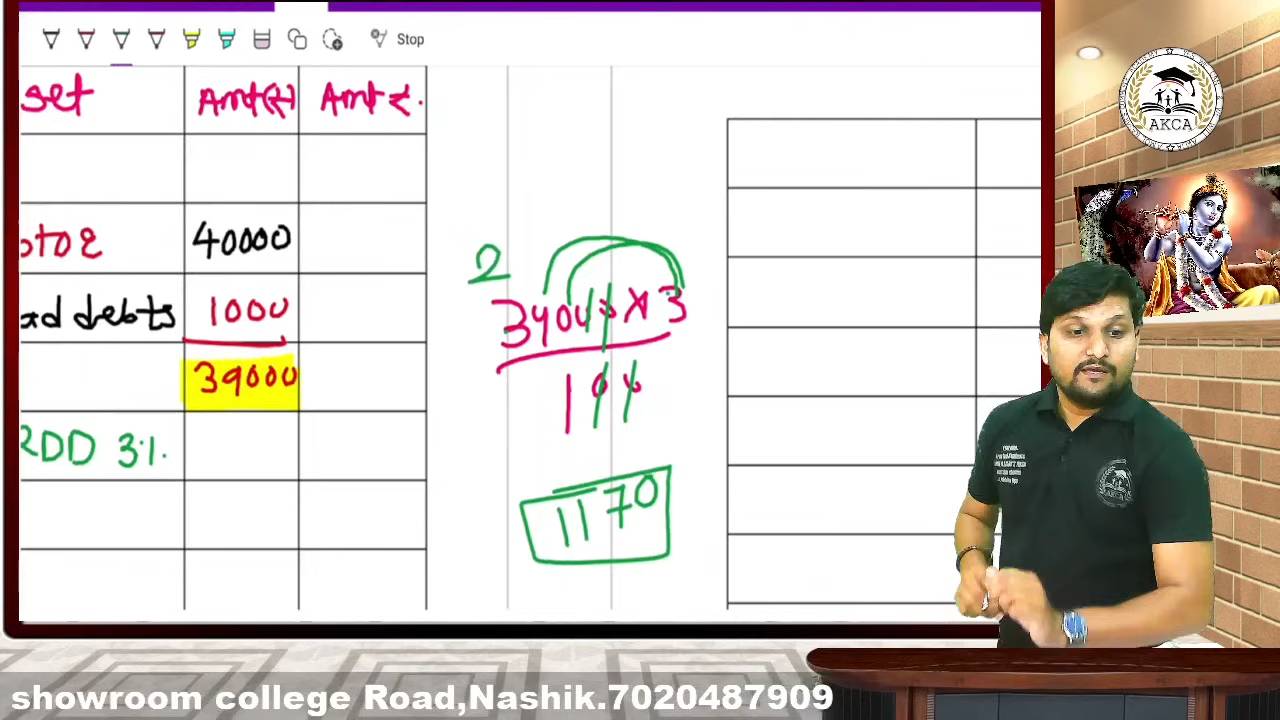 Stop
set Amt(₹) Amt ₹.
otor 40000
ad debts 1000
39000
RDD 3%.
2
39000 x 3
100
1170
AKCA
showroom college Road,Nashik.7020487909